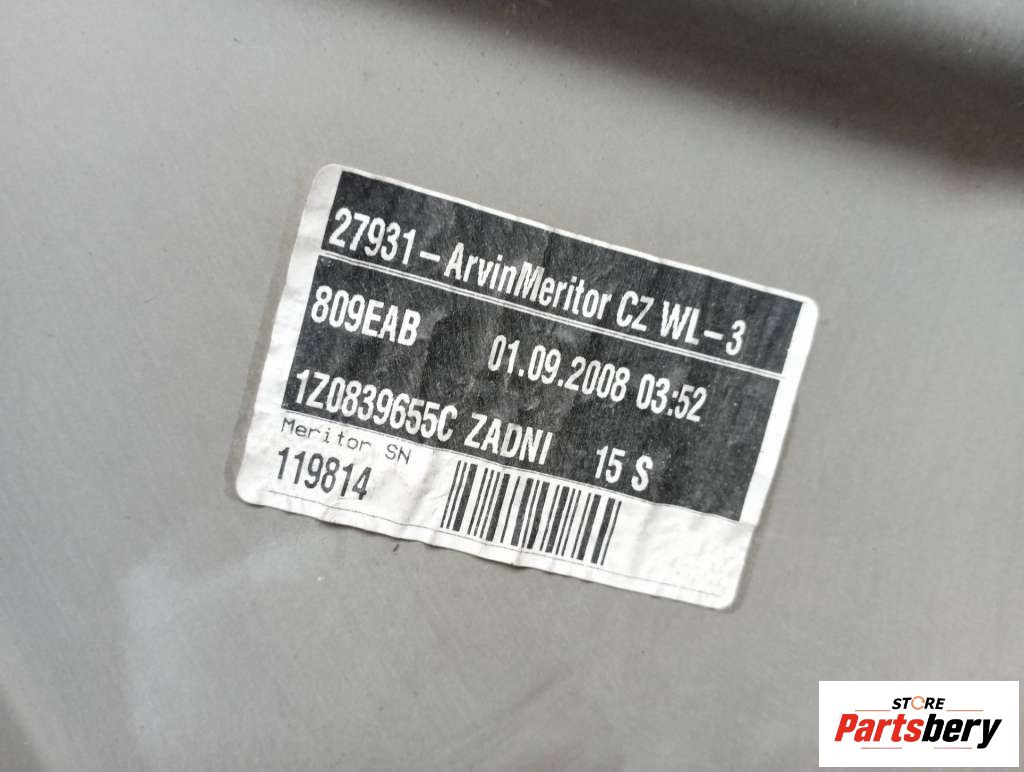 27931-ArvinMeritor CZ WL-3
809EAB 01.09.2008 03:52
1Z0839655C ZADNI 15 S
Meritor SN
119814
STORE
Partsbery